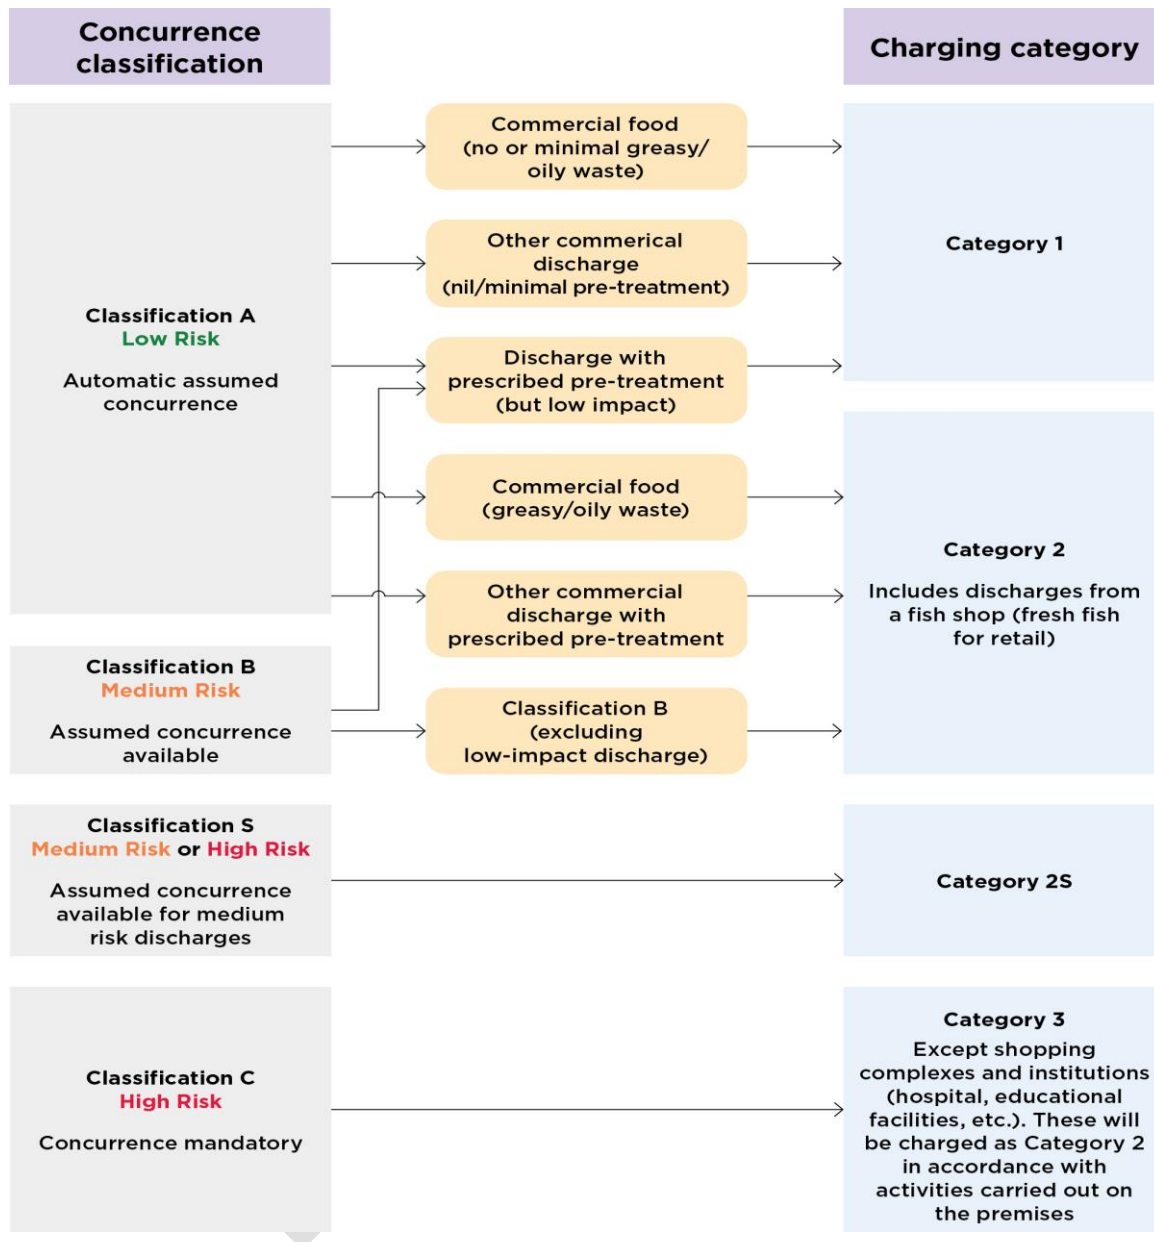 Concurrence
classification
Charging category
Classification A
Low Risk
Automatic assumed
concurrence
Commercial food
(no or minimal greasy/
oily waste)
Other commerical
discharge
(nil/minimal pre-treatment)
Discharge with
prescribed pre-treatment
(but low impact)
Commercial food
(greasy/oily waste)
Other commercial
discharge with
prescribed pre-treatment
Category 1
Category 2
Includes discharges from
a fish shop (fresh fish
for retail)
Classification B
Medium Risk
Assumed concurrence
available
Classification B
(excluding
low-impact discharge)
Classification S
Medium Risk or High Risk
Assumed concurrence
available for medium
risk discharges
Category 2S
Classification C
High Risk
Concurrence mandatory
Category 3
Except shopping
complexes and institutions
(hospital, educational
facilities, etc.). These will
be charged as Category 2
in accordance with
activities carried out on
the premises